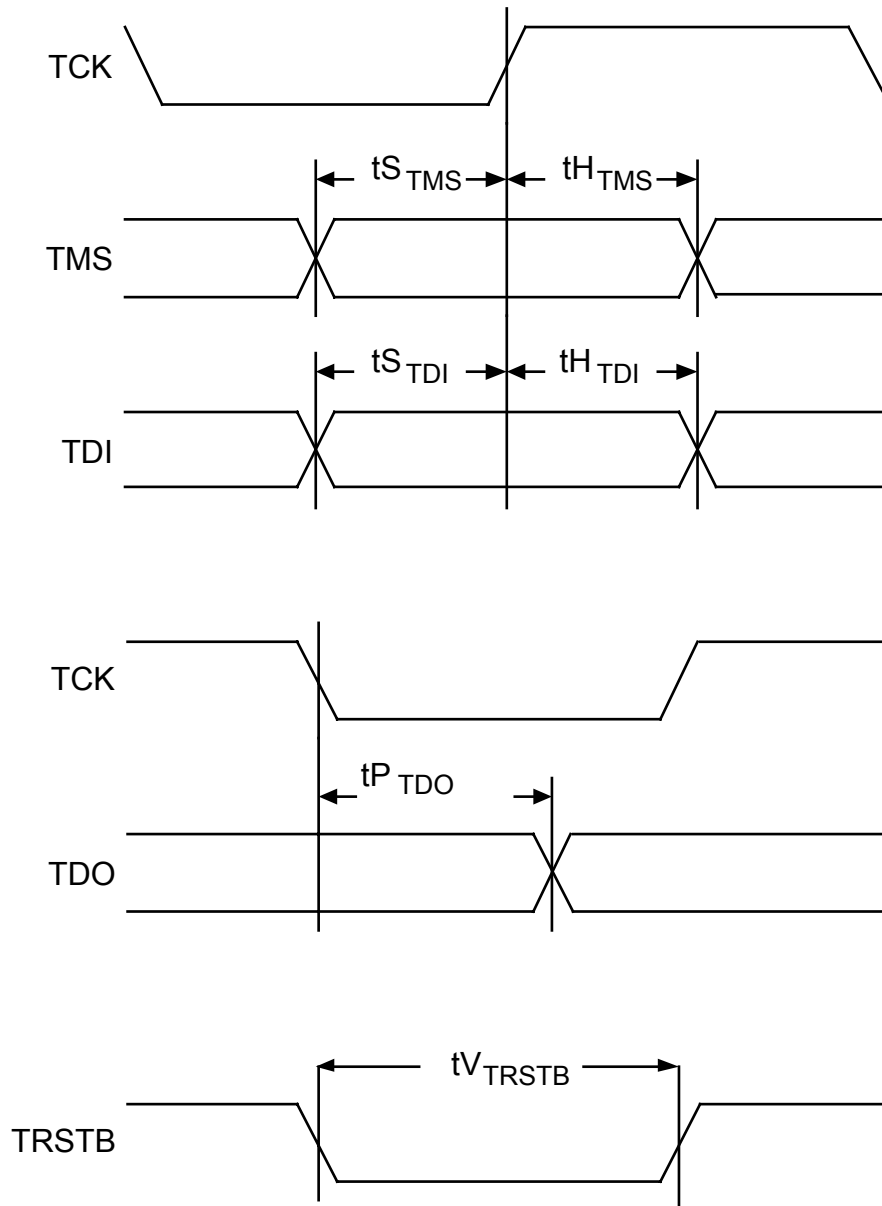 TCK
tS TMS tH TMS
TMS
tS TDI tH TDI
TDI
TCK
tP TDO
TDO
tV TRSTB
TRSTB